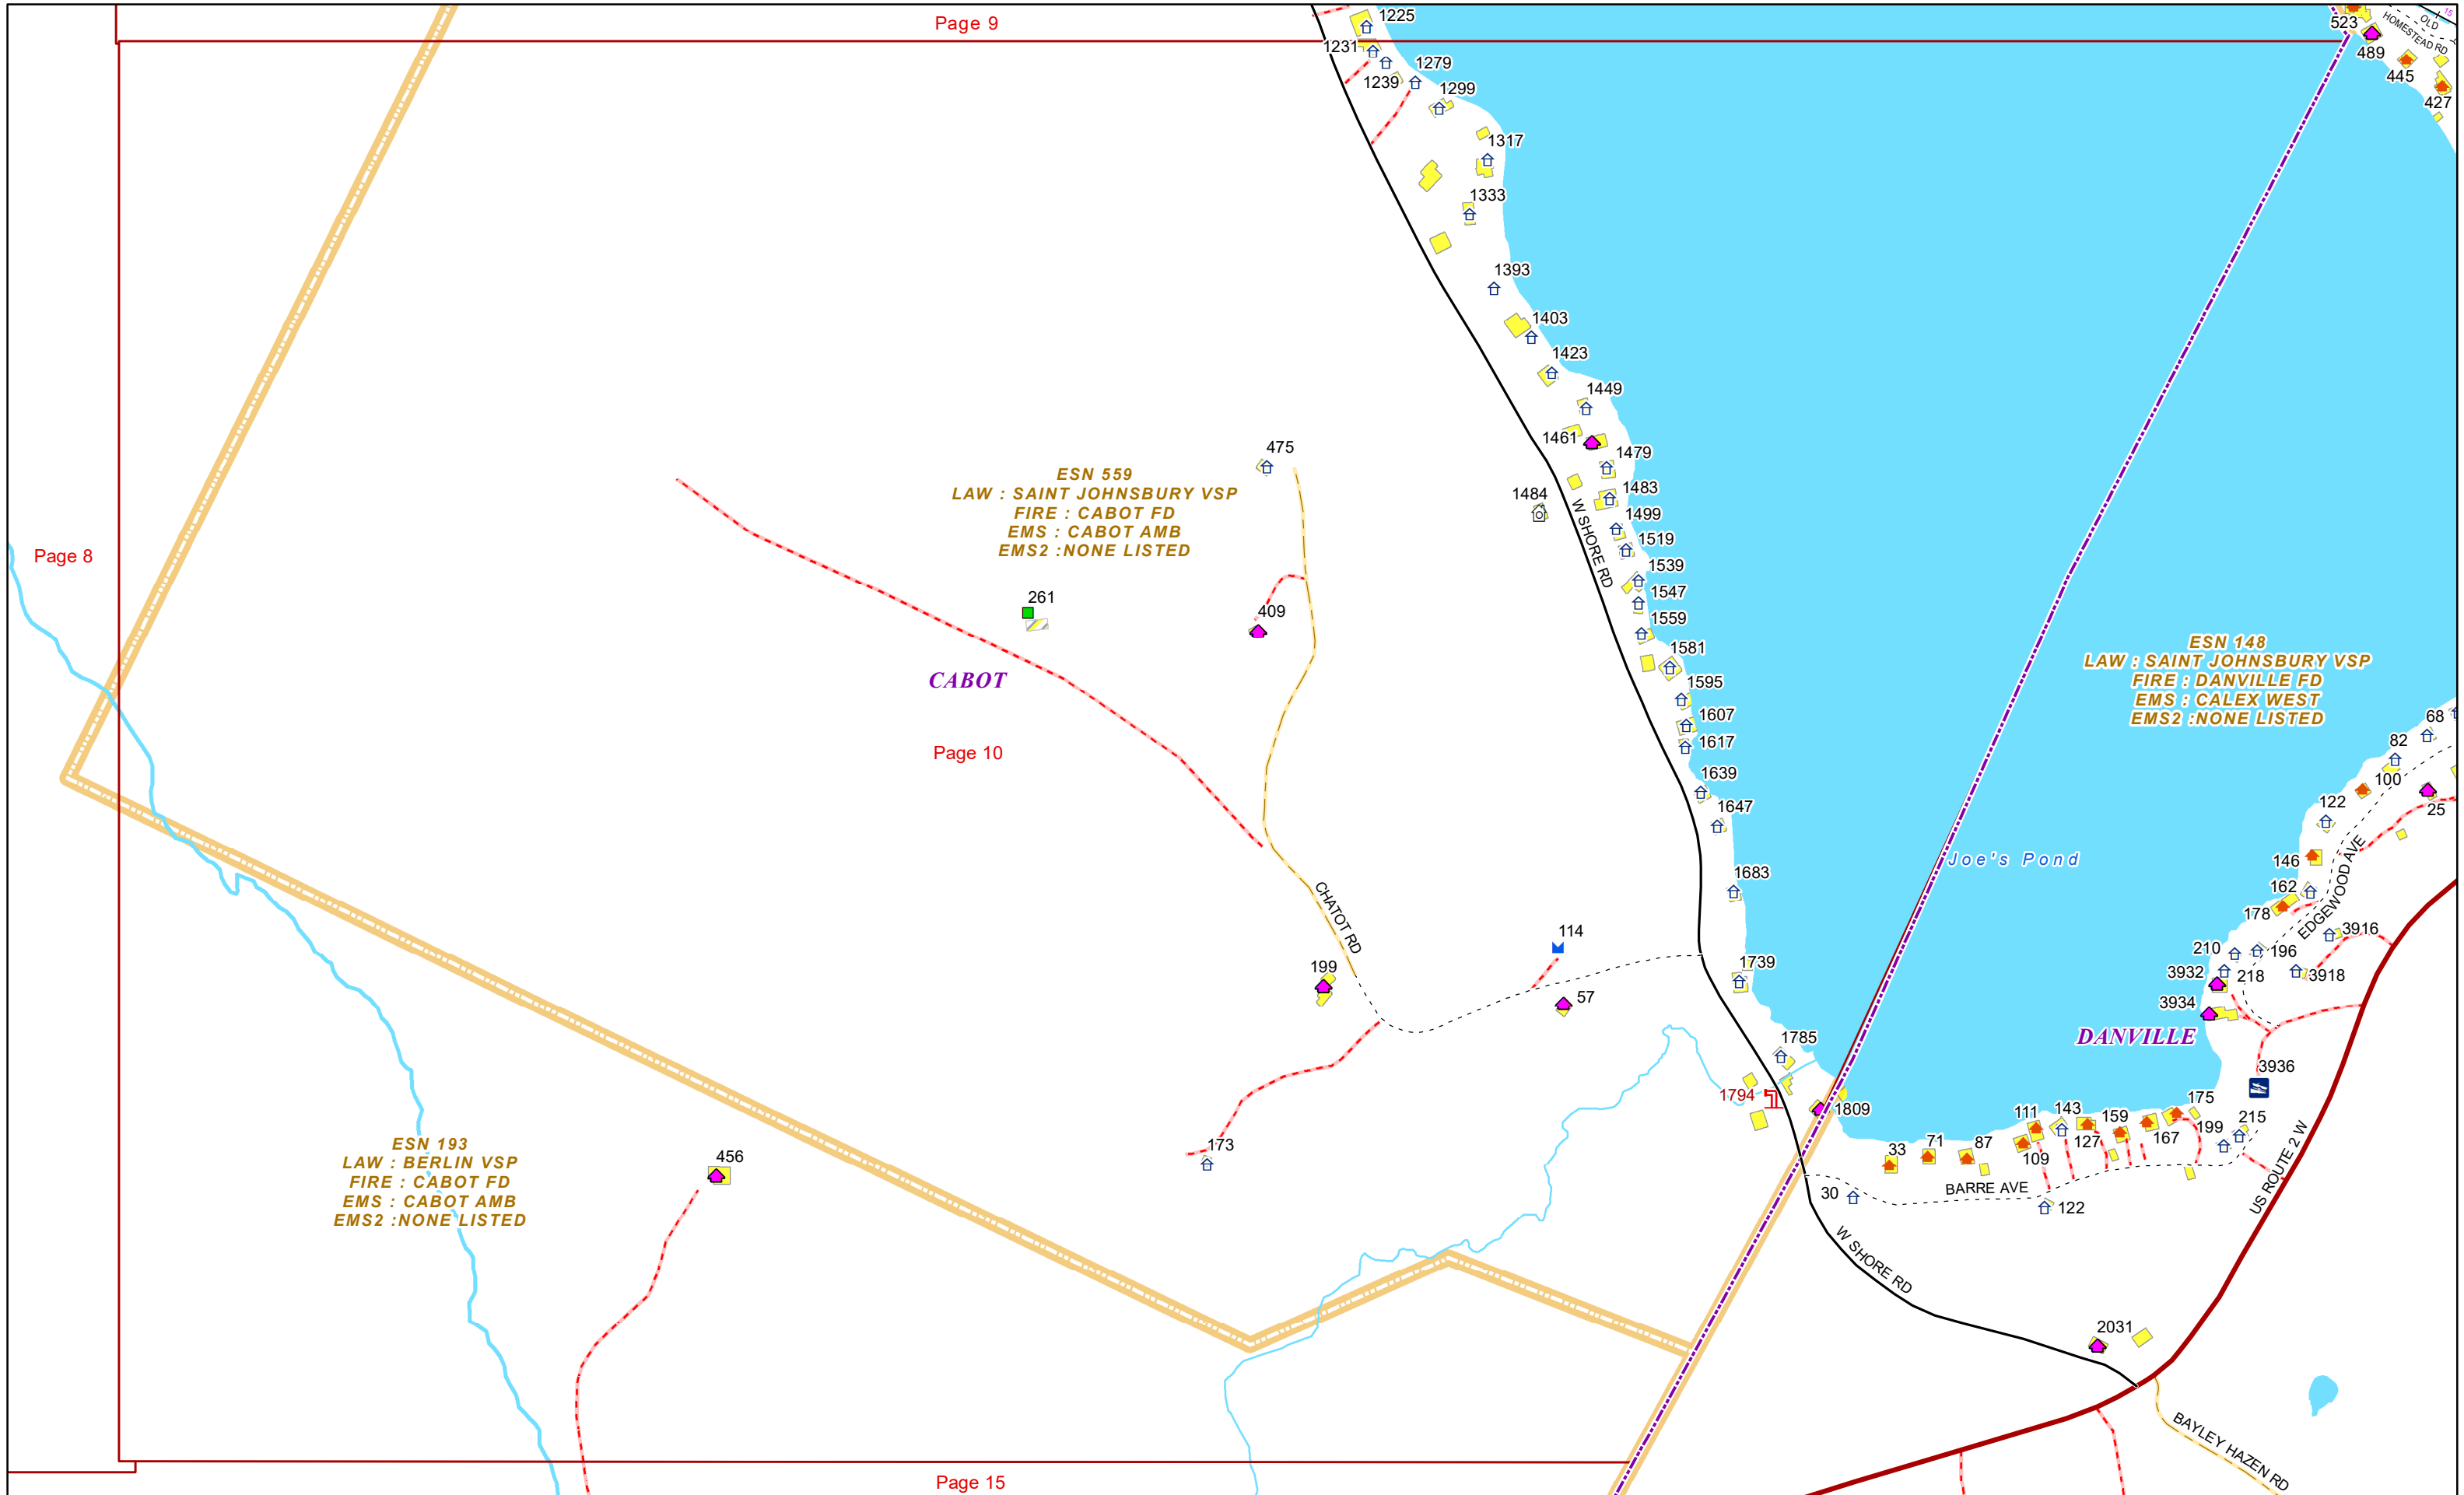 Page 9
1225
1231
1239
1279
1299
1317
1333
1393
1403
1423
1449
1461
1479
1483
1484
1499
1519
1539
1547
1559
1581
1595
1607
1617
1639
1647
1683
1739
1785
1794
1809
W SHORE RD
523
489
445
427
OLD
HOMESTEAD RD
15
475
ESN 559
LAW : SAINT JOHNSBURY VSP
FIRE : CABOT FD
EMS : CABOT AMB
EMS2 :NONE LISTED
Page 8
261
409
CABOT
Page 10
ESN 148
LAW : SAINT JOHNSBURY VSP
FIRE : DANVILLE FD
EMS : CALEX WEST
EMS2 :NONE LISTED
Joe's Pond
68
82
100
25
122
146
162
178
EDGEWOOD AVE
3916
210
196
3932
218
3918
3934
DANVILLE
3936
CHATOT RD
199
114
57
173
456
ESN 193
LAW : BERLIN VSP
FIRE : CABOT FD
EMS : CABOT AMB
EMS2 :NONE LISTED
33
71
87
111
109
143
127
159
167
175
199
215
30
BARRE AVE
122
US ROUTE 2 W
W SHORE RD
2031
BAYLEY HAZEN RD
Page 15